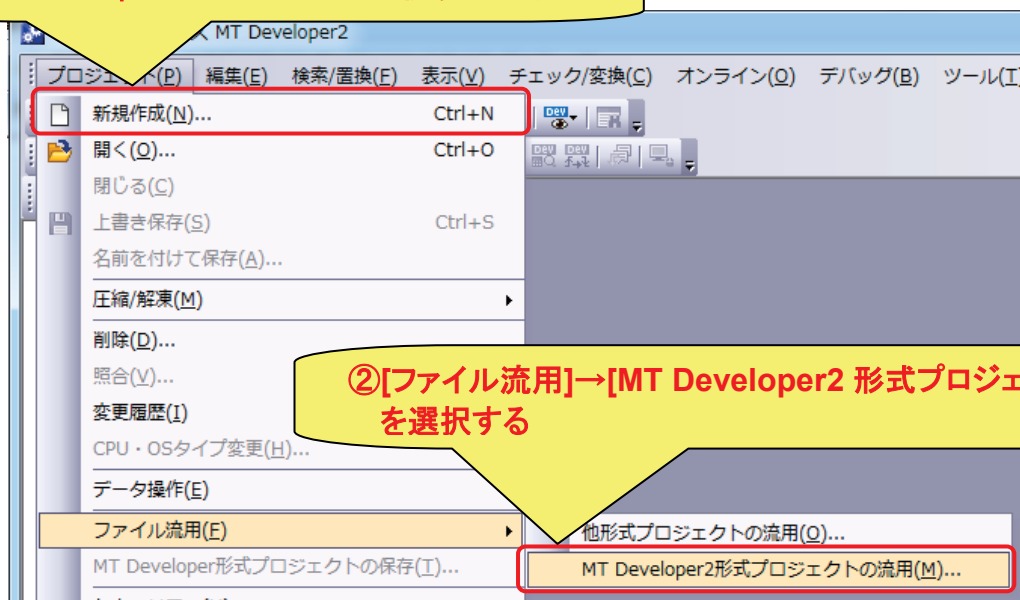 MT Developer2
プロジェクト(P) 編集(E) 検索/置換(F) 表示(V) チェック/変換(C) オンライン(O) デバッグ(B) ツール(T)
新規作成(N)... Ctrl+N
開く(O)... Ctrl+O
閉じる(C)
上書き保存(S) Ctrl+S
名前を付けて保存(A)...
圧縮/解凍(M)
削除(D)...
照合(V)...
変更履歴(I)
CPU・OSタイプ変更(H)...
②[ファイル流用]→[MT Developer2 形式プロジェ
を選択する
データ操作(E)
ファイル流用(F)
他形式プロジェクトの流用(O)...
MT Developer形式プロジェクトの保存(T)...
MT Developer2形式プロジェクトの流用(M)...